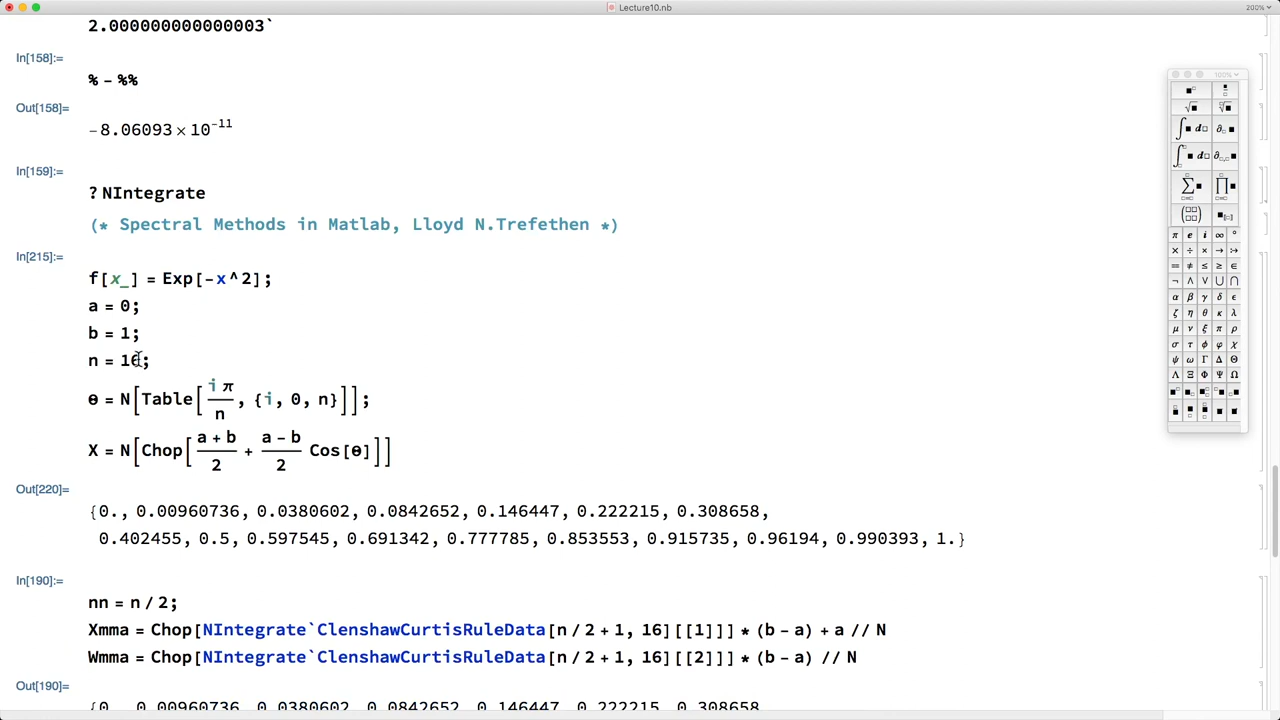 Lecture10.nb
200%
2.000000000000003`
In[158]:=
% - %%
Out[158]=
-8.06093×10^-11
In[159]:=
? NIntegrate
(* Spectral Methods in Matlab, Lloyd N.Trefethen *)
In[215]:=
f[x_] = Exp[-x^2];
a = 0;
b = 1;
n = 16;
θ = N[Table[i π/n, {i, 0, n}]];
X = N[Chop[(a + b)/2 + (a - b)/2 Cos[θ]]]
Out[220]=
{0., 0.00960736, 0.0380602, 0.0842652, 0.146447, 0.222215, 0.308658,
0.402455, 0.5, 0.597545, 0.691342, 0.777785, 0.853553, 0.915735, 0.96194, 0.990393, 1.}
In[190]:=
nn = n / 2;
Xmma = Chop[NIntegrate`ClenshawCurtisRuleData[n / 2 + 1, 16][[1]]] * (b - a) + a // N
Wmma = Chop[NIntegrate`ClenshawCurtisRuleData[n / 2 + 1, 16][[2]]] * (b - a) // N
Out[190]=
100%
π e i ∞ °
× ÷ × → ⧴
== ≠ ≤ ≥ ∈
¬ ∧ ∨ ∪ ∩
α β γ δ ϵ
ζ η θ κ λ
μ ν ξ π ρ
σ τ ϕ φ χ
ψ ω Γ Δ Θ
Λ Ξ Φ Ψ Ω